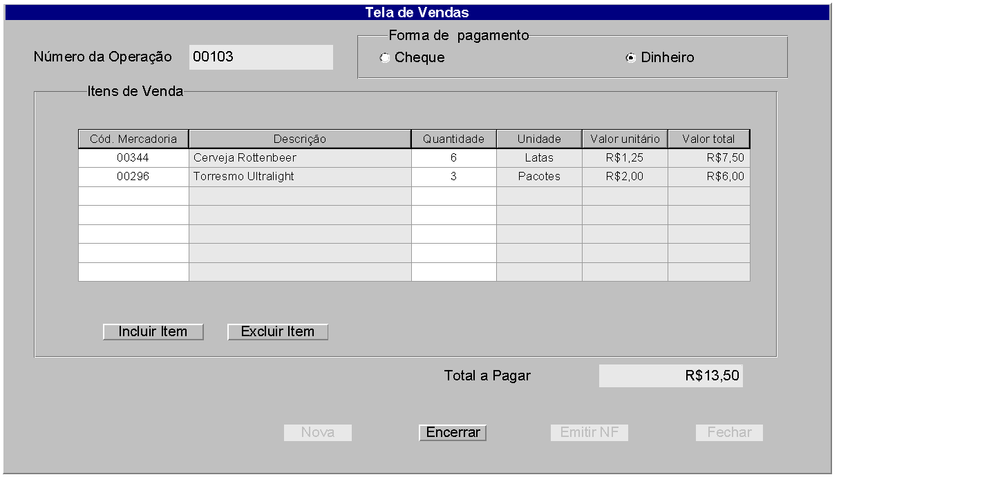 Tela de Vendas
Forma de pagamento
Número da Operação 00103 Cheque Dinheiro
Itens de Venda
Cód. Mercadoria Descrição Quantidade Unidade Valor unitário Valor total
00344 Cerveja Rottenbeer 6 Latas R$1,25 R$7,50
00296 Torresmo Ultralight 3 Pacotes R$2,00 R$6,00
Incluir Item Excluir Item
Total a Pagar R$13,50
Nova Encerrar Emitir NF Fechar